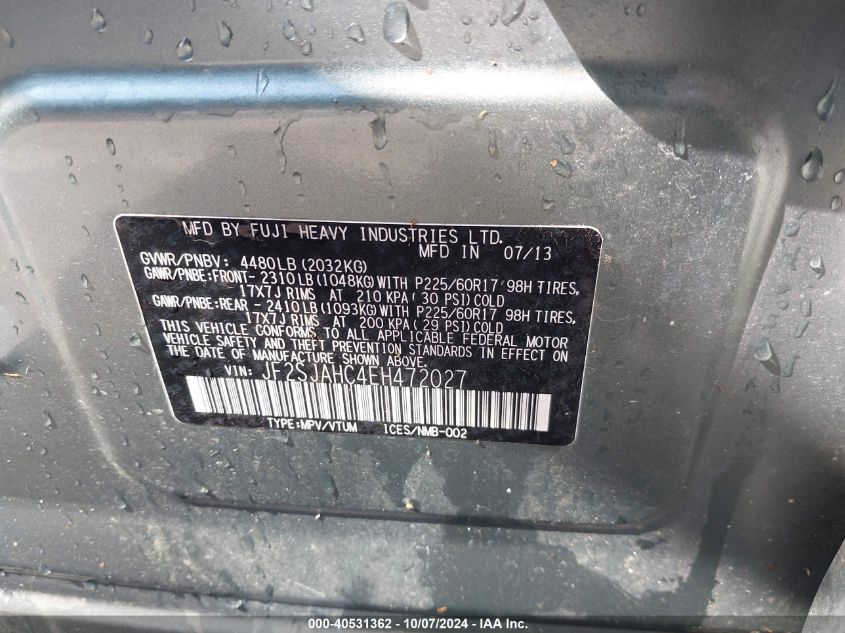 MFD BY FUJI HEAVY INDUSTRIES LTD.
MFD IN 07/13
GVWR/PNBV: 4480LB (2032KG)
GAWR/PNBE:FRONT- 2310LB (1048KG) WITH P225/60R17 98H TIRES,
17X7J RIMS AT 210 KPA ( 30 PSI) COLD
GAWR/PNBE:REAR - 2410LB (1093KG) WITH P225/60R17 98H TIRES,
17X7J RIMS AT 200 KPA ( 29 PSI) COLD
THIS VEHICLE CONFORMS TO ALL APPLICABLE FEDERAL MOTOR
VEHICLE SAFETY AND THEFT PREVENTION STANDARDS IN EFFECT ON
THE DATE OF MANUFACTURE SHOWN ABOVE.
VIN: JF2SJAHC4EH472027
TYPE:MPV/VTUM ICES/NMB-002
000-40531362 - 10/07/2024 - IAA Inc.